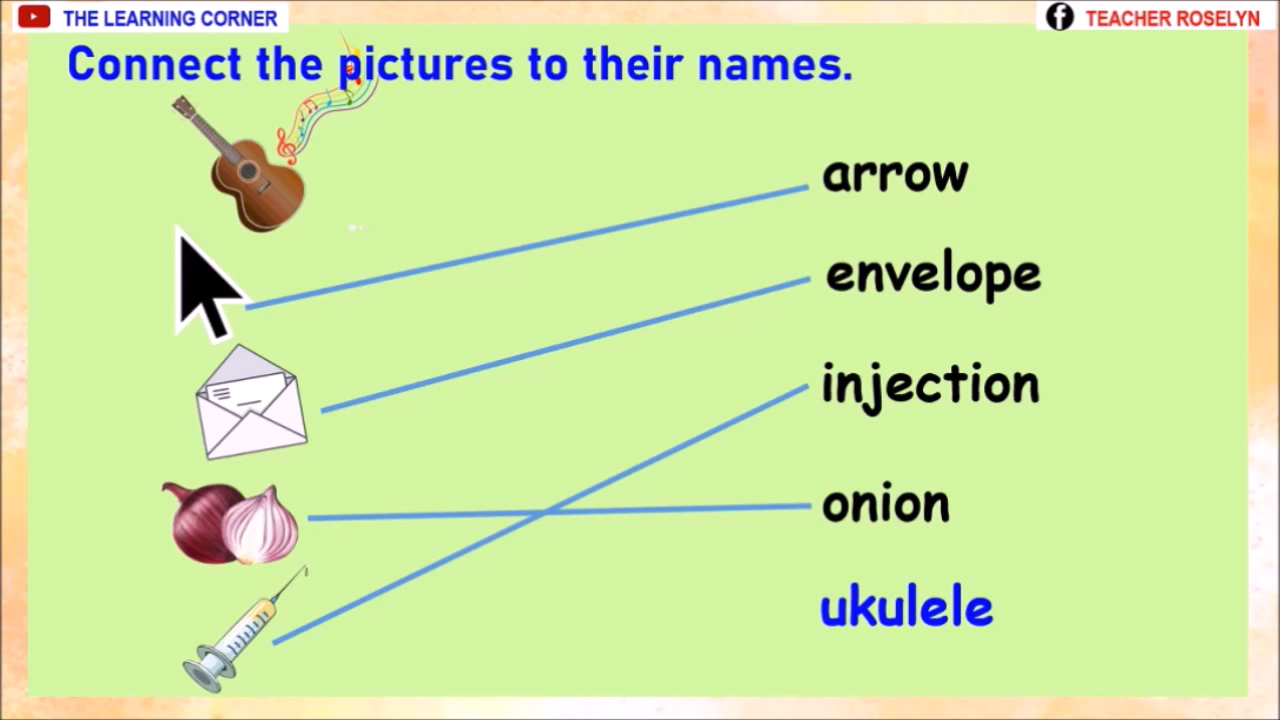 THE LEARNING CORNER
TEACHER ROSELYN
Connect the pictures to their names.
arrow
envelope
injection
onion
ukulele